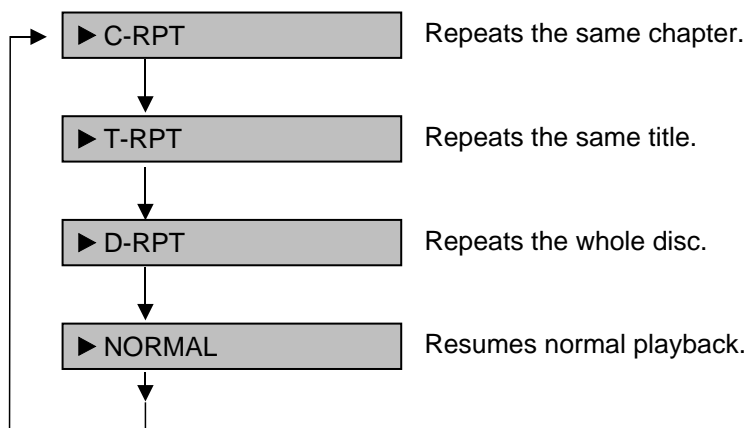 ▶ C-RPT Repeats the same chapter.
▶ T-RPT Repeats the same title.
▶ D-RPT Repeats the whole disc.
▶ NORMAL Resumes normal playback.